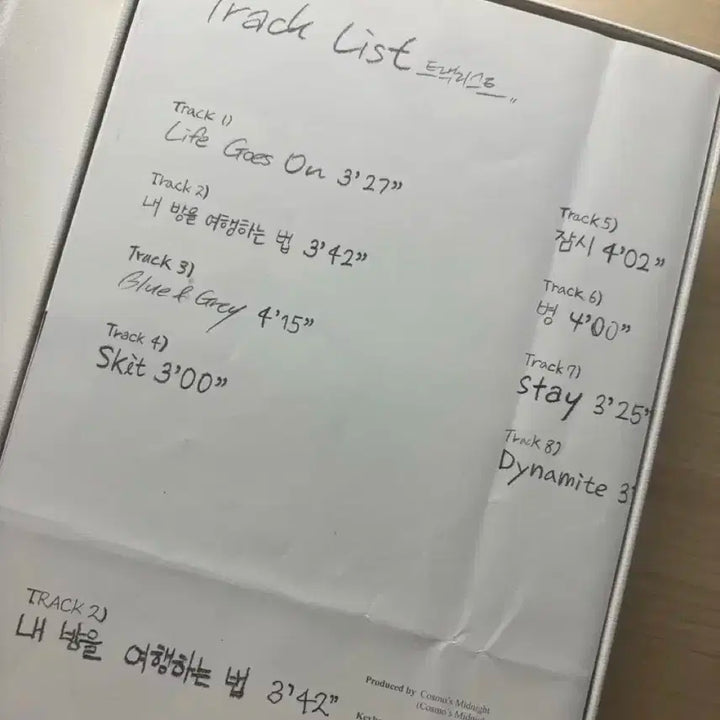 Track List 트랙리스트
Track 1)
Life Goes On 3'27"
Track 2)
내 방을 여행하는 법 3'42"
Track 3)
Blue & Grey 4'15"
Track 4)
Skit 3'00"
Track 5)
잠시 4'02"
Track 6)
병 4'00"
Track 7)
stay 3'25"
Track 8)
Dynamite 3'
TRACK 2)
내 방을 여행하는 법 3'42"
Produced by Cosmo's Midnight
(Cosmo's Midnight